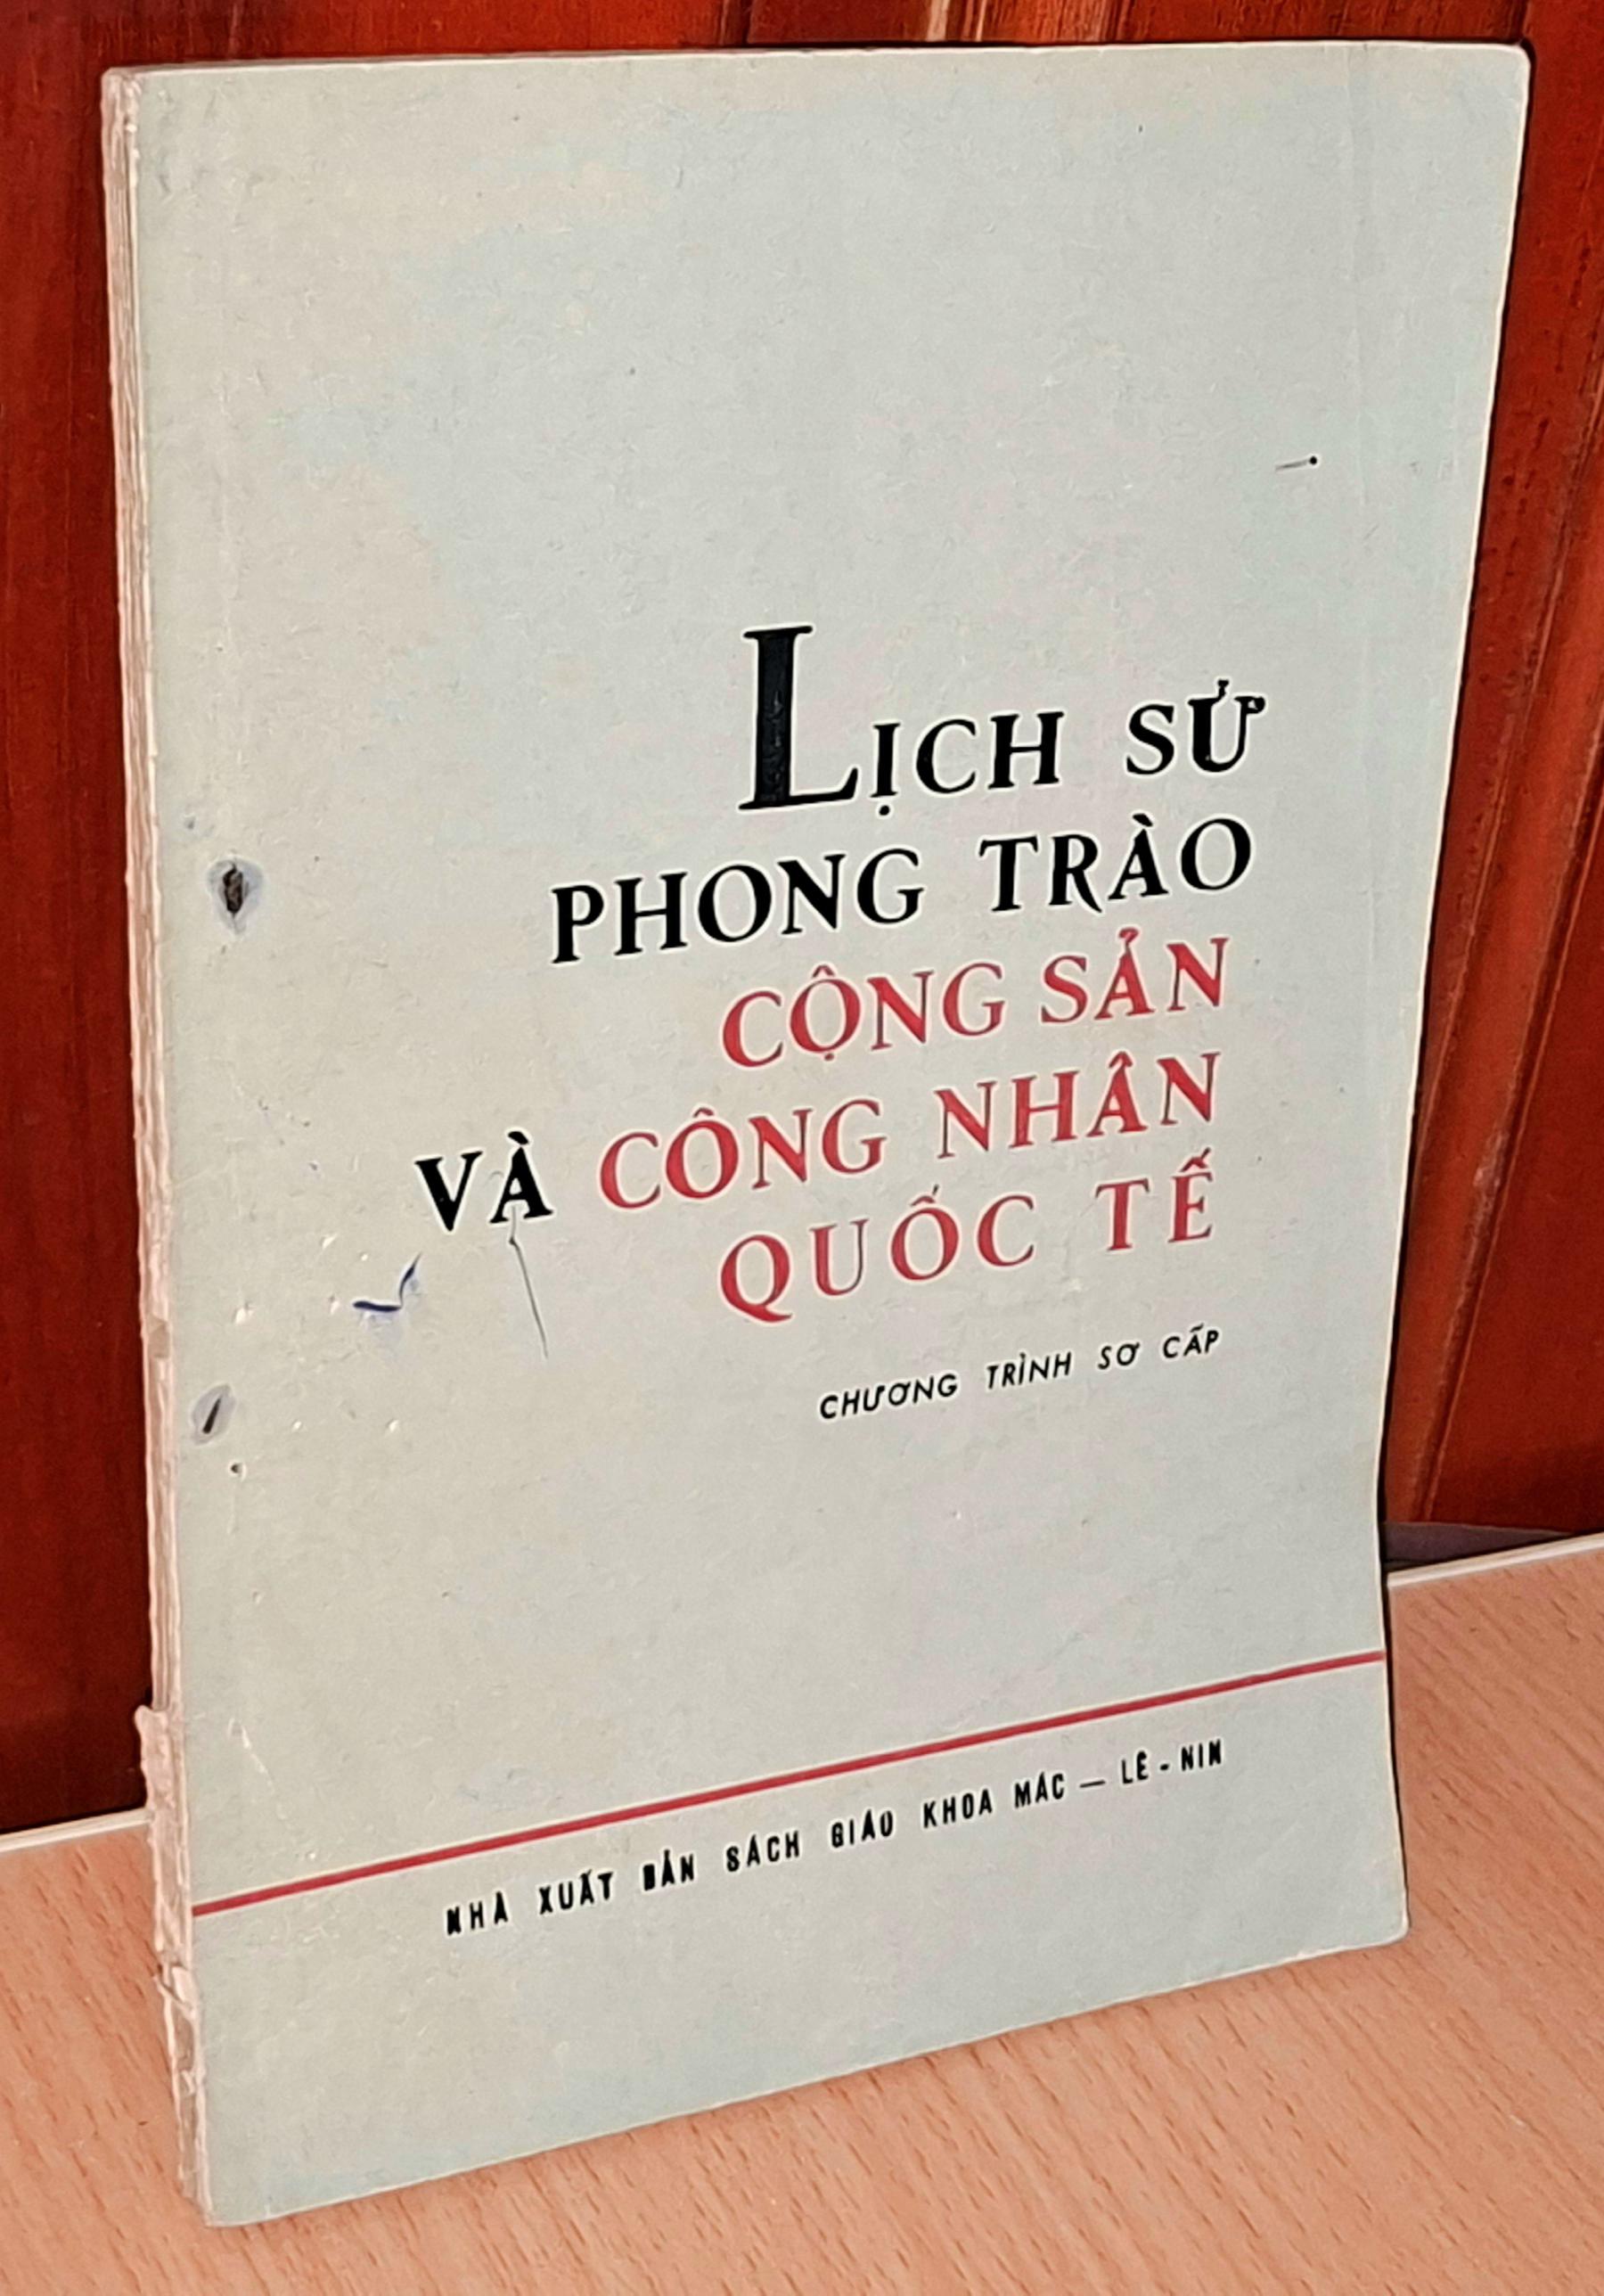 LỊCH SỬ
PHONG TRÀO
CỘNG SẢN
VÀ CÔNG NHÂN
QUỐC TẾ
CHƯƠNG TRÌNH SƠ CẤP
NHÀ XUẤT BẢN SÁCH GIÁO KHOA MÁC — LÊ - NIN